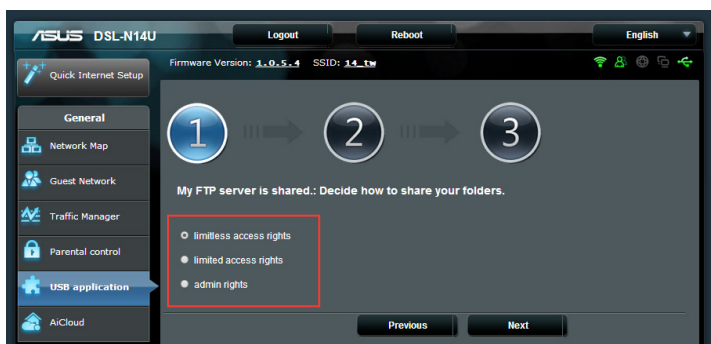 ASUS DSL-N14U Logout Reboot English
Firmware Version: 1.0.5.4 SSID: 14_tw
Quick Internet Setup
General
Network Map
Guest Network
Traffic Manager
Parental control
USB application
AiCloud
1 2 3
My FTP server is shared.: Decide how to share your folders.
limitless access rights
limited access rights
admin rights
Previous Next